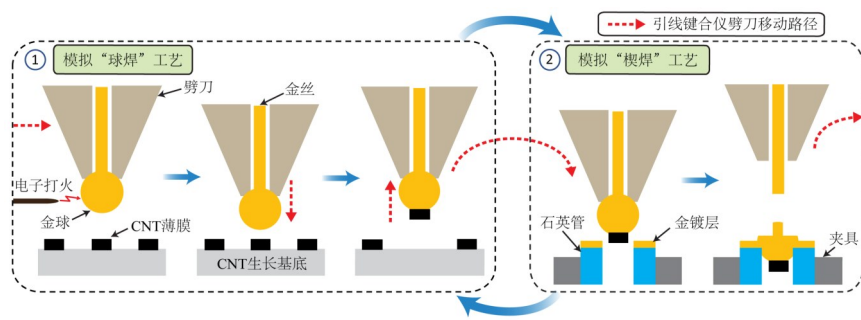 引线键合仪劈刀移动路径
① 模拟“球焊”工艺
② 模拟“楔焊”工艺
劈刀
金丝
电子打火
金球
CNT薄膜
CNT生长基底
石英管
金镀层
夹具